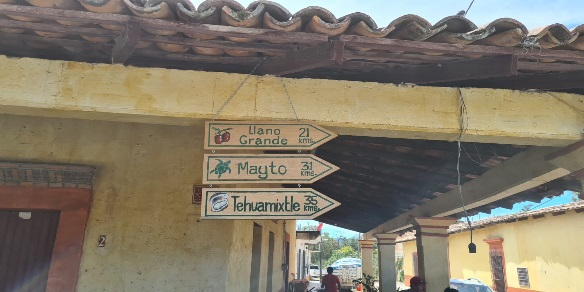 Llano
Grande 21
kms
Mayto 31
kms
Tehuamixtle 35
kms
2